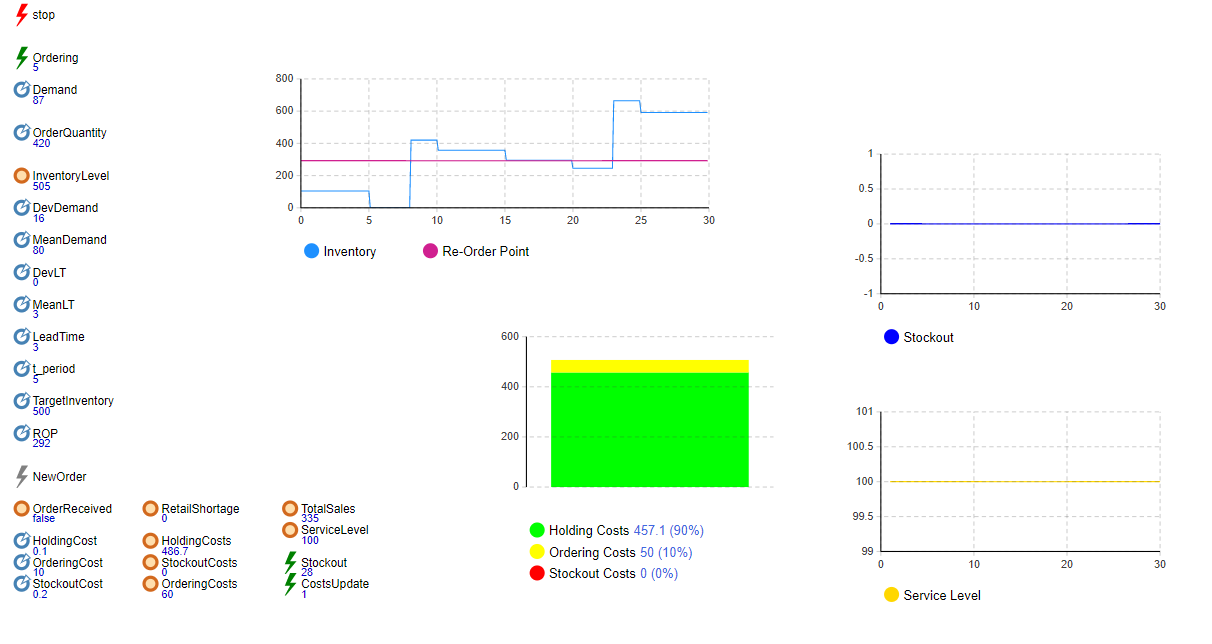 stop
Ordering
5
Demand
87
OrderQuantity
420
InventoryLevel
505
DevDemand
16
MeanDemand
80
DevLT
0
MeanLT
3
LeadTime
3
t_period
5
TargetInventory
500
ROP
292
NewOrder
OrderReceived
false
RetailShortage
0
TotalSales
335
ServiceLevel
100
HoldingCost
0.1
HoldingCosts
486.7
OrderingCost
10
StockoutCosts
0
Stockout
28
StockoutCost
0.2
OrderingCosts
60
CostsUpdate
1
800
600
400
200
0
0 5 10 15 20 25 30
Inventory Re-Order Point
600
400
200
0
Holding Costs 457.1 (90%)
Ordering Costs 50 (10%)
Stockout Costs 0 (0%)
1
0.5
0
-0.5
-1
0 10 20 30
Stockout
101
100.5
100
99.5
99
0 10 20 30
Service Level